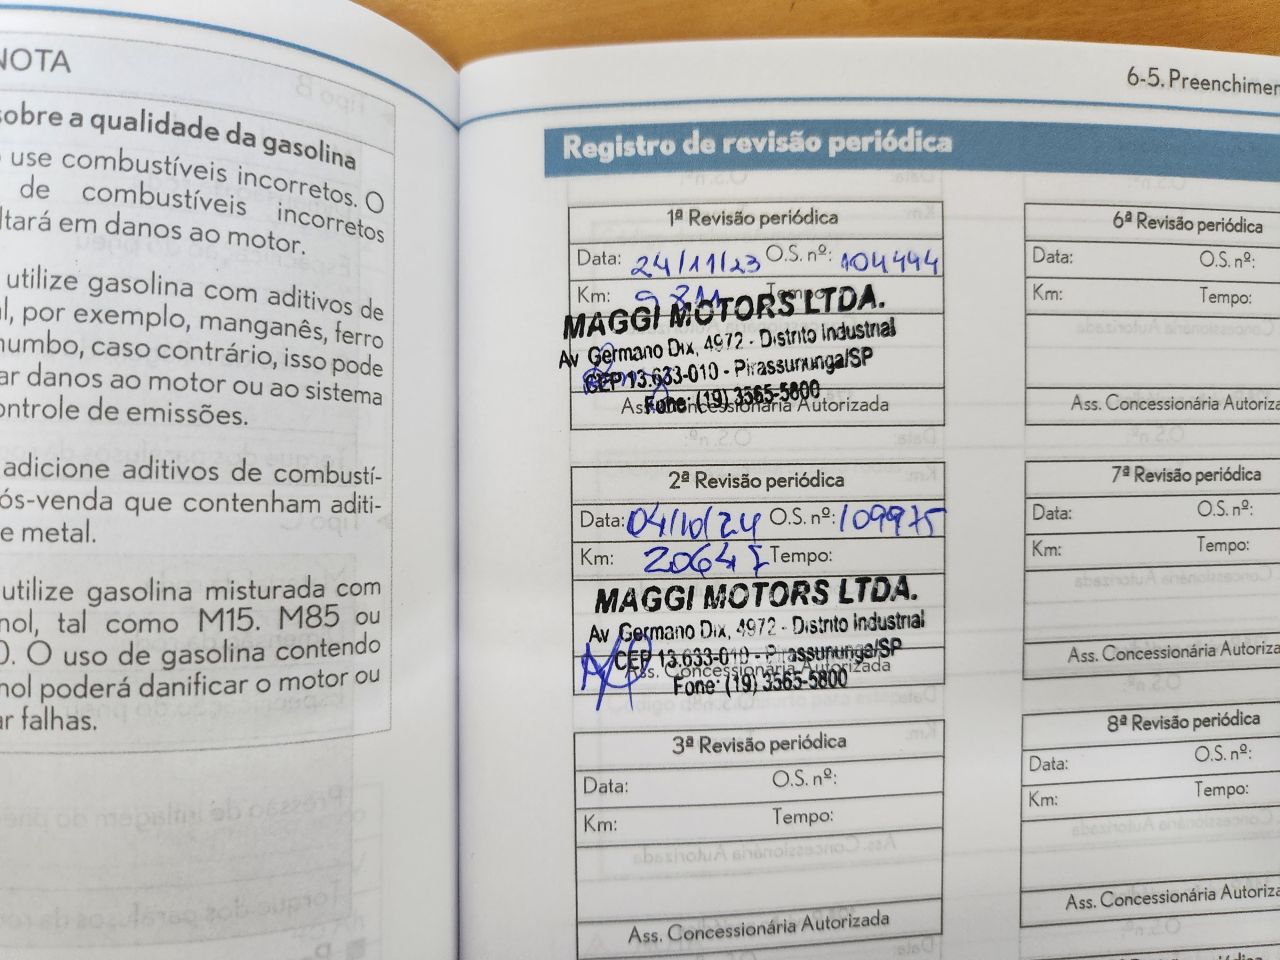 NOTA
sobre a qualidade da gasolina
use combustíveis incorretos. O
de combustíveis incorretos
ltará em danos ao motor.
utilize gasolina com aditivos de
l, por exemplo, manganês, ferro
humbo, caso contrário, isso pode
ar danos ao motor ou ao sistema
ontrole de emissões.
adicione aditivos de combustí-
ós-venda que contenham aditi-
e metal.
utilize gasolina misturada com
nol, tal como M15. M85 ou
0. O uso de gasolina contendo
nol poderá danificar o motor ou
ar falhas.
6-5. Preenchimen
Registro de revisão periódica
1ª Revisão periódica
Data: 24/11/23 O.S. nº: 104494
Km: 9811 Tempo:
MAGGI MOTORS LTDA.
Av Germano Dix, 4972 - Distrito Industrial
CEP 13.633-010 - Pirassununga/SP
Fone: (19) 3565-5800
Ass. Concessionária Autorizada
2ª Revisão periódica
Data: 04/10/24 O.S. nº: 109975
Km: 20647 Tempo:
MAGGI MOTORS LTDA.
Av Germano Dix, 4972 - Distrito Industrial
CEP 13.633-010 - Pirassununga/SP
Ass. Concessionária Autorizada
Fone: (19) 3565-5800
3ª Revisão periódica
Data: O.S. nº:
Km: Tempo:
Ass. Concessionária Autorizada
6ª Revisão periódica
Data: O.S. nº:
Km: Tempo:
Ass. Concessionária Autoriza
7ª Revisão periódica
Data: O.S. nº:
Km: Tempo:
Ass. Concessionária Autoriza
8ª Revisão periódica
Data: O.S. nº:
Km: Tempo:
Ass. Concessionária Autoriza